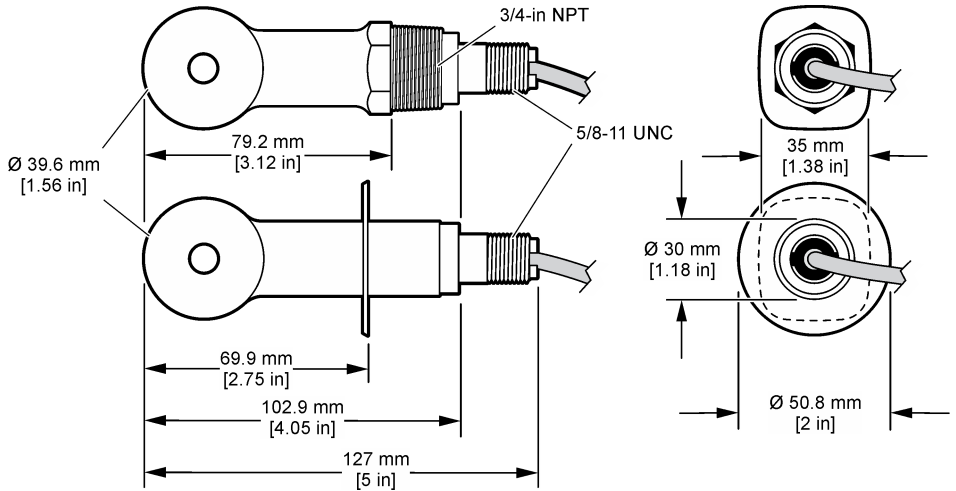 3/4-in NPT
5/8-11 UNC
79.2 mm
[3.12 in]
Ø 39.6 mm
[1.56 in]
35 mm
[1.38 in]
Ø 30 mm
[1.18 in]
69.9 mm
[2.75 in]
102.9 mm
[4.05 in]
Ø 50.8 mm
[2 in]
127 mm
[5 in]